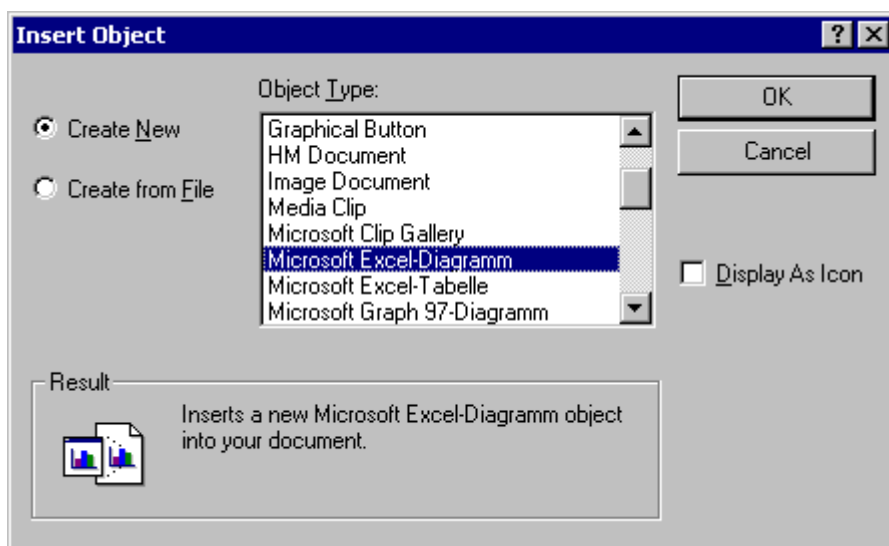 Insert Object
Create New
Create from File
Object Type:
Graphical Button
HM Document
Image Document
Media Clip
Microsoft Clip Gallery
Microsoft Excel-Diagramm
Microsoft Excel-Tabelle
Microsoft Graph 97-Diagramm
OK
Cancel
Display As Icon
Result
Inserts a new Microsoft Excel-Diagramm object
into your document.